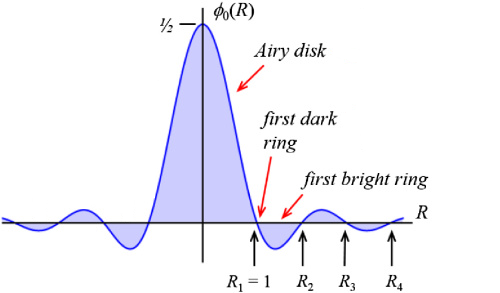 ½
ϕ₀(R)
Airy disk
first dark
ring
first bright ring
R
R₁ = 1
R₂
R₃
R₄